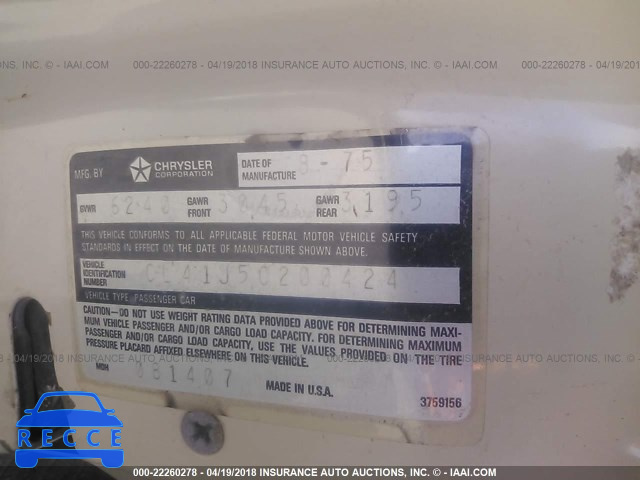 000-22260278 - 04/19/2018 INSURANCE AUTO AUCTIONS, INC. © - IAAI.COM
MFG. BY CHRYSLER CORPORATION
DATE OF MANUFACTURE -75
GVWR GAWR FRONT GAWR REAR 3195
THIS VEHICLE CONFORMS TO ALL APPLICABLE FEDERAL MOTOR VEHICLE SAFETY
STANDARDS IN EFFECT ON THE DATE OF MANUFACTURE SHOWN ABOVE.
VEHICLE IDENTIFICATION NUMBER
VEHICLE TYPE: PASSENGER CAR
CAUTION—DO NOT USE WEIGHT RATING DATA PROVIDED ABOVE FOR DETERMINING MAXI-
MUM VEHICLE PASSENGER AND/OR CARGO LOAD CAPACITY. FOR DETERMINING MAXIMUM
PASSENGER AND/OR CARGO LOAD CAPACITY, USE THE VALUES PROVIDED ON THE TIRE
PRESSURE PLACARD AFFIXED ELSEWHERE ON THIS VEHICLE.
MDH 081407
MADE IN U.S.A.
3759156
RECCE
000-22260278 - 04/19/2018 INSURANCE AUTO AUCTIONS, INC. © - IAAI.COM